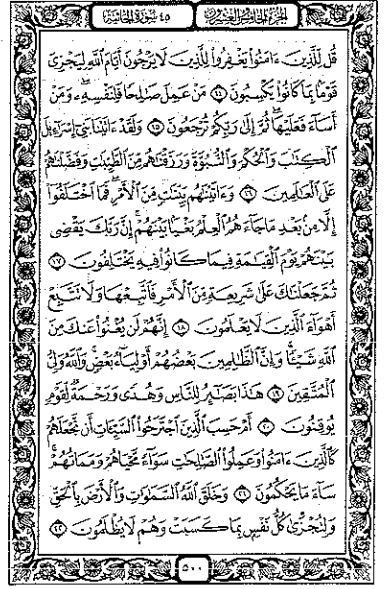 الجزء الخامس والعشرون
٤٥ سورة الجاثية
قُل لِّلَّذِينَ ءَامَنُوا۟ يَغْفِرُوا۟ لِلَّذِينَ لَا يَرْجُونَ أَيَّامَ ٱللَّهِ لِيَجْزِىَ
قَوْمًۢا بِمَا كَانُوا۟ يَكْسِبُونَ ١٤ مَنْ عَمِلَ صَٰلِحًا فَلِنَفْسِهِۦ ۖ وَمَنْ
أَسَآءَ فَعَلَيْهَا ۖ ثُمَّ إِلَىٰ رَبِّكُمْ تُرْجَعُونَ ١٥ وَلَقَدْ ءَاتَيْنَا بَنِىٓ إِسْرَٰٓءِيلَ
ٱلْكِتَٰبَ وَٱلْحُكْمَ وَٱلنُّبُوَّةَ وَرَزَقْنَٰهُم مِّنَ ٱلطَّيِّبَٰتِ وَفَضَّلْنَٰهُمْ
عَلَى ٱلْعَٰلَمِينَ ١٦ وَءَاتَيْنَٰهُم بَيِّنَٰتٍ مِّنَ ٱلْأَمْرِ ۖ فَمَا ٱخْتَلَفُوٓا۟
إِلَّا مِنۢ بَعْدِ مَا جَآءَهُمُ ٱلْعِلْمُ بَغْيًۢا بَيْنَهُمْ ۚ إِنَّ رَبَّكَ يَقْضِى
بَيْنَهُمْ يَوْمَ ٱلْقِيَٰمَةِ فِيمَا كَانُوا۟ فِيهِ يَخْتَلِفُونَ ١٧
ثُمَّ جَعَلْنَٰكَ عَلَىٰ شَرِيعَةٍ مِّنَ ٱلْأَمْرِ فَٱتَّبِعْهَا وَلَا تَتَّبِعْ
أَهْوَآءَ ٱلَّذِينَ لَا يَعْلَمُونَ ١٨ إِنَّهُمْ لَن يُغْنُوا۟ عَنكَ مِنَ
ٱللَّهِ شَيْـًٔا ۚ وَإِنَّ ٱلظَّٰلِمِينَ بَعْضُهُمْ أَوْلِيَآءُ بَعْضٍ ۖ وَٱللَّهُ وَلِىُّ
ٱلْمُتَّقِينَ ١٩ هَٰذَا بَصَٰٓئِرُ لِلنَّاسِ وَهُدًى وَرَحْمَةٌ لِّقَوْمٍ
يُوقِنُونَ ٢٠ أَمْ حَسِبَ ٱلَّذِينَ ٱجْتَرَحُوا۟ ٱلسَّيِّـَٔاتِ أَن نَّجْعَلَهُمْ
كَٱلَّذِينَ ءَامَنُوا۟ وَعَمِلُوا۟ ٱلصَّٰلِحَٰتِ سَوَآءً مَّحْيَاهُمْ وَمَمَاتُهُمْ ۚ
سَآءَ مَا يَحْكُمُونَ ٢١ وَخَلَقَ ٱللَّهُ ٱلسَّمَٰوَٰتِ وَٱلْأَرْضَ بِٱلْحَقِّ
وَلِتُجْزَىٰ كُلُّ نَفْسٍۭ بِمَا كَسَبَتْ وَهُمْ لَا يُظْلَمُونَ ٢٢
٥٠٠